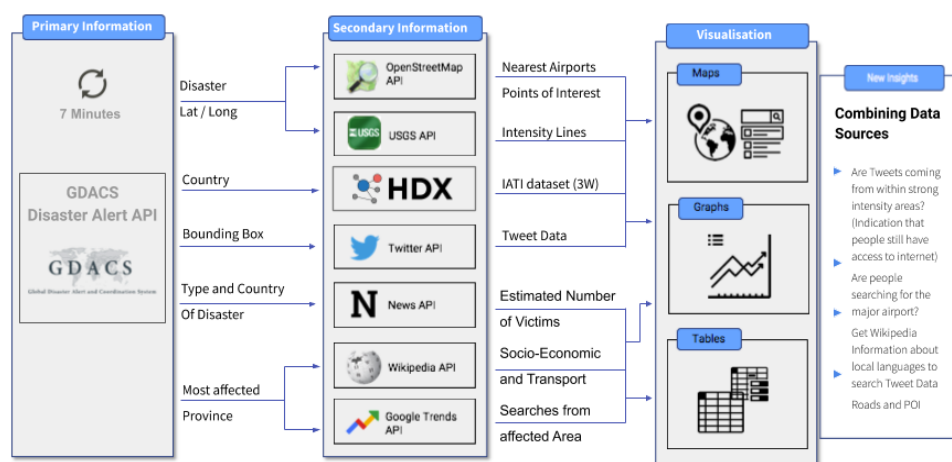 Primary Information
7 Minutes
GDACS
Disaster Alert API
GDACS
Global Disaster Alert and Coordination System
Disaster
Lat / Long
Country
Bounding Box
Type and Country
Of Disaster
Most affected
Province
Secondary Information
OpenStreetMap
API
USGS
USGS API
HDX
Twitter API
N
News API
Wikipedia API
Google Trends
API
Nearest Airports
Points of Interest
Intensity Lines
IATI dataset (3W)
Tweet Data
Estimated Number
of Victims
Socio-Economic
and Transport
Searches from
affected Area
Visualisation
Maps
Graphs
Tables
New Insights
Combining Data
Sources
Are Tweets coming
from within strong
intensity areas?
(Indication that
people still have
access to internet)
Are people
searching for the
major airport?
Get Wikipedia
Information about
local languages to
search Tweet Data
Roads and POI